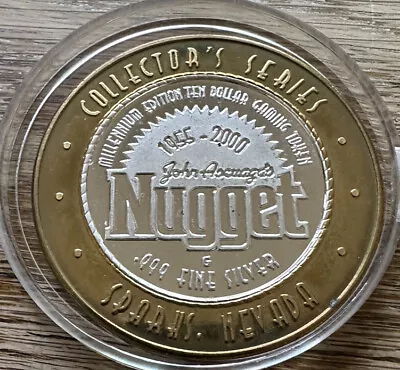 COLLECTOR'S SERIES
MILLENNIUM EDITION TEN DOLLAR GAMING TOKEN
1955-2000
John Ascuaga's
Nugget
G
.999 FINE SILVER
SPARKS, NEVADA